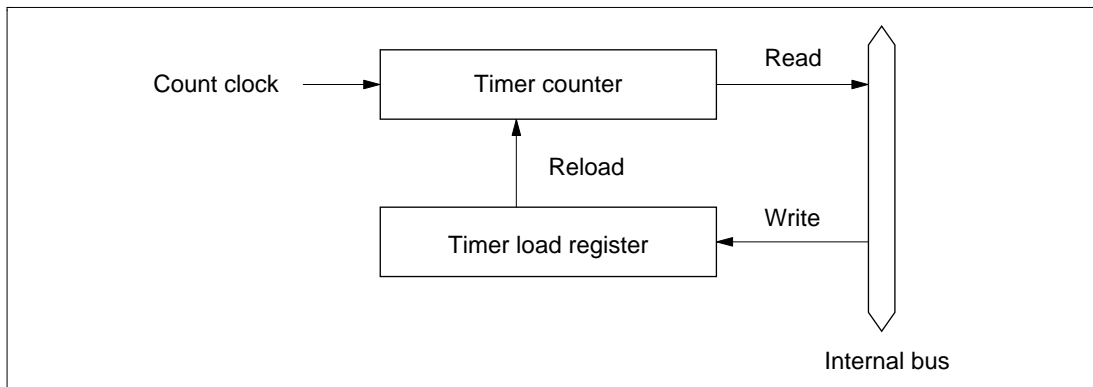 Read
Count clock
Timer counter
Reload
Write
Timer load register
Internal bus